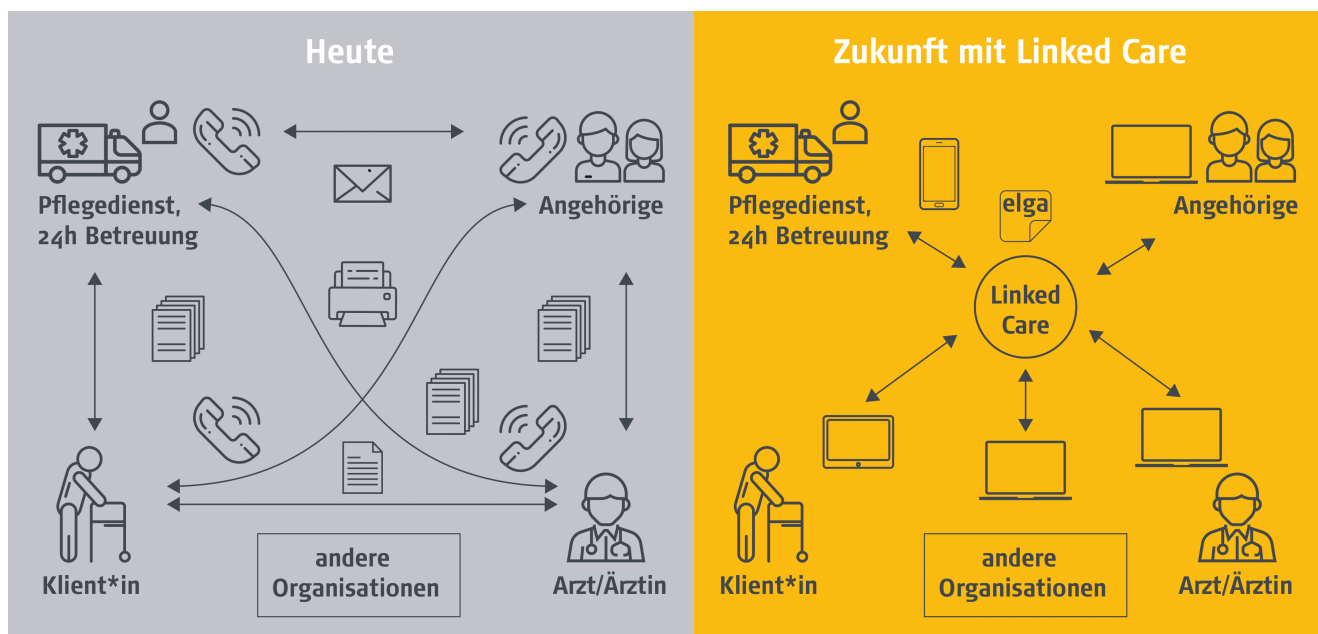 Heute
Pflegedienst,
24h Betreuung
Angehörige
Klient*in
andere
Organisationen
Arzt/Ärztin
Zukunft mit Linked Care
Pflegedienst,
24h Betreuung
elga
Angehörige
Linked
Care
Klient*in
andere
Organisationen
Arzt/Ärztin